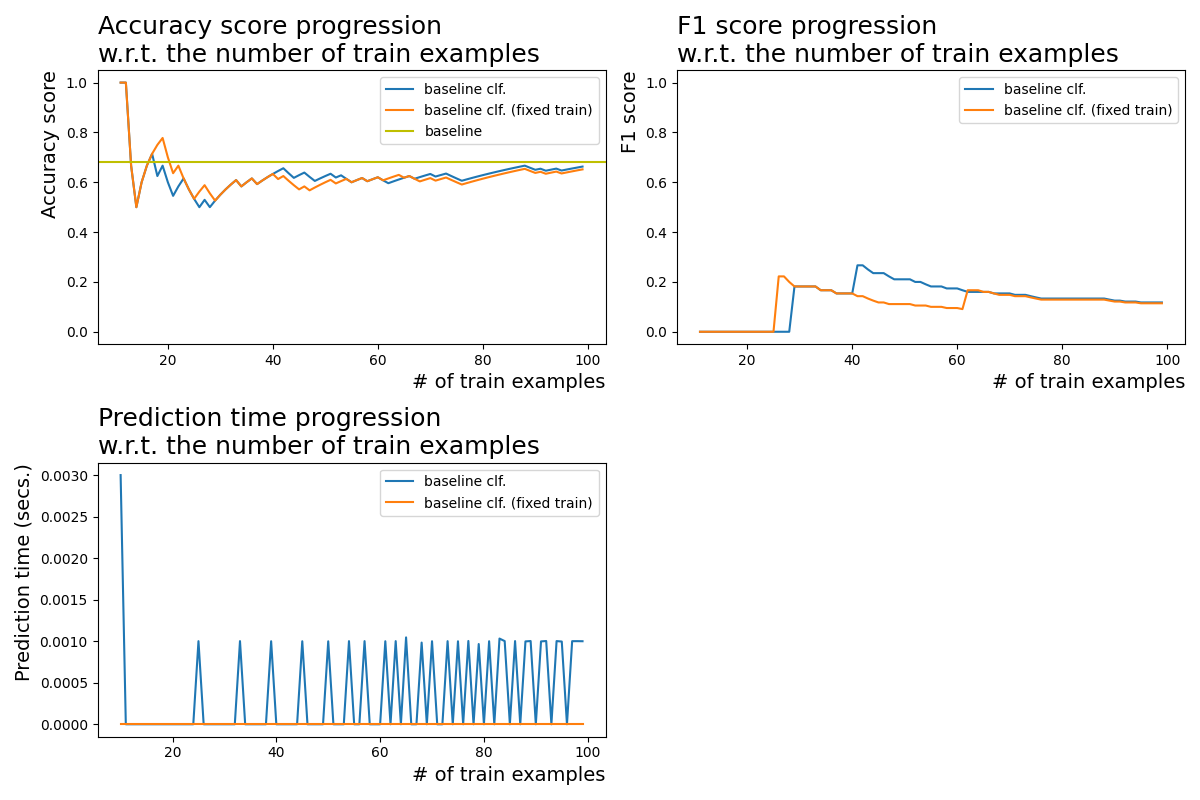 Accuracy score progression
w.r.t. the number of train examples
Accuracy score
1.0
0.8
0.6
0.4
0.2
0.0
20
40
60
80
100
# of train examples
baseline clf.
baseline clf. (fixed train)
baseline
F1 score progression
w.r.t. the number of train examples
F1 score
1.0
0.8
0.6
0.4
0.2
0.0
20
40
60
80
100
# of train examples
baseline clf.
baseline clf. (fixed train)
Prediction time progression
w.r.t. the number of train examples
Prediction time (secs.)
0.0030
0.0025
0.0020
0.0015
0.0010
0.0005
0.0000
20
40
60
80
100
# of train examples
baseline clf.
baseline clf. (fixed train)